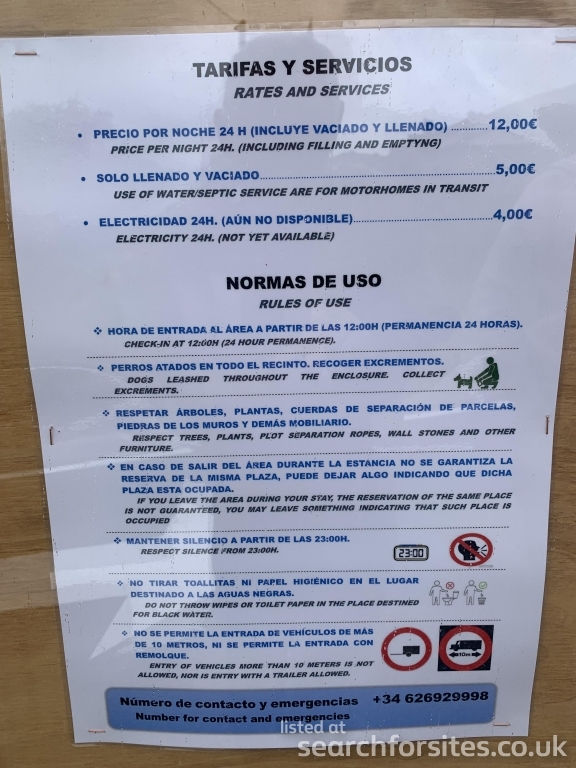 TARIFAS Y SERVICIOS
RATES AND SERVICES
• PRECIO POR NOCHE 24 H (INCLUYE VACIADO Y LLENADO) ...........12,00€
PRICE PER NIGHT 24H. (INCLUDING FILLING AND EMPTYNG)
• SOLO LLENADO Y VACIADO......................................................5,00€
USE OF WATER/SEPTIC SERVICE ARE FOR MOTORHOMES IN TRANSIT
• ELECTRICIDAD 24H. (AÚN NO DISPONIBLE)...................................4,00€
ELECTRICITY 24H. (NOT YET AVAILABLE)
NORMAS DE USO
RULES OF USE
❖ HORA DE ENTRADA AL ÁREA A PARTIR DE LAS 12:00H (PERMANENCIA 24 HORAS).
CHECK-IN AT 12:00H (24 HOUR PERMANENCE).
❖ PERROS ATADOS EN TODO EL RECINTO. RECOGER EXCREMENTOS.
DOGS LEASHED THROUGHOUT THE ENCLOSURE. COLLECT
EXCREMENTS.
❖ RESPETAR ÁRBOLES, PLANTAS, CUERDAS DE SEPARACIÓN DE PARCELAS,
PIEDRAS DE LOS MUROS Y DEMÁS MOBILIARIO.
RESPECT TREES, PLANTS, PLOT SEPARATION ROPES, WALL STONES AND OTHER
FURNITURE.
❖ EN CASO DE SALIR DEL ÁREA DURANTE LA ESTANCIA NO SE GARANTIZA LA
RESERVA DE LA MISMA PLAZA, PUEDE DEJAR ALGO INDICANDO QUE DICHA
PLAZA ESTA OCUPADA.
IF YOU LEAVE THE AREA DURING YOUR STAY, THE RESERVATION OF THE SAME PLACE
IS NOT GUARANTEED, YOU MAY LEAVE SOMETHING INDICATING THAT SUCH PLACE IS
OCCUPIED
❖ MANTENER SILENCIO A PARTIR DE LAS 23:00H.
RESPECT SILENCE FROM 23:00H.
23:00
❖ NO TIRAR TOALLITAS NI PAPEL HIGIÉNICO EN EL LUGAR
DESTINADO A LAS AGUAS NEGRAS.
DO NOT THROW WIPES OR TOILET PAPER IN THE PLACE DESTINED
FOR BLACK WATER.
❖ NO SE PERMITE LA ENTRADA DE VEHÍCULOS DE MÁS
DE 10 METROS, NI SE PERMITE LA ENTRADA CON
REMOLQUE.
ENTRY OF VEHICLES MORE THAN 10 METERS IS NOT
ALLOWED, NOR IS ENTRY WITH A TRAILER ALLOWED.
10m
Número de contacto y emergencias +34 626929998
Number for contact and emergencies
listed at
searchforsites.co.uk